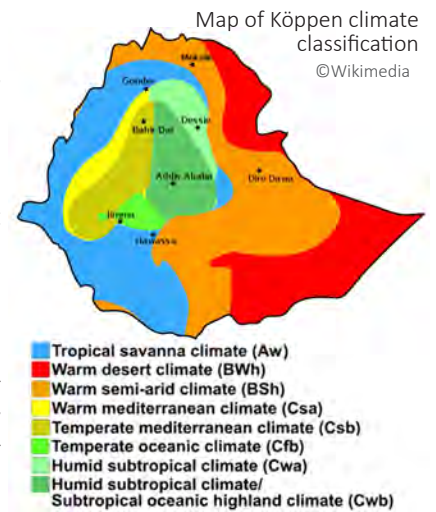 Map of Köppen climate
classification
©Wikimedia
Mekele
Gonder
Dessie
Bahir Dar
Addis Ababa
Dire Dawa
Jimma
Hawassa
Tropical savanna climate (Aw)
Warm desert climate (BWh)
Warm semi-arid climate (BSh)
Warm mediterranean climate (Csa)
Temperate mediterranean climate (Csb)
Temperate oceanic climate (Cfb)
Humid subtropical climate (Cwa)
Humid subtropical climate/
Subtropical oceanic highland climate (Cwb)